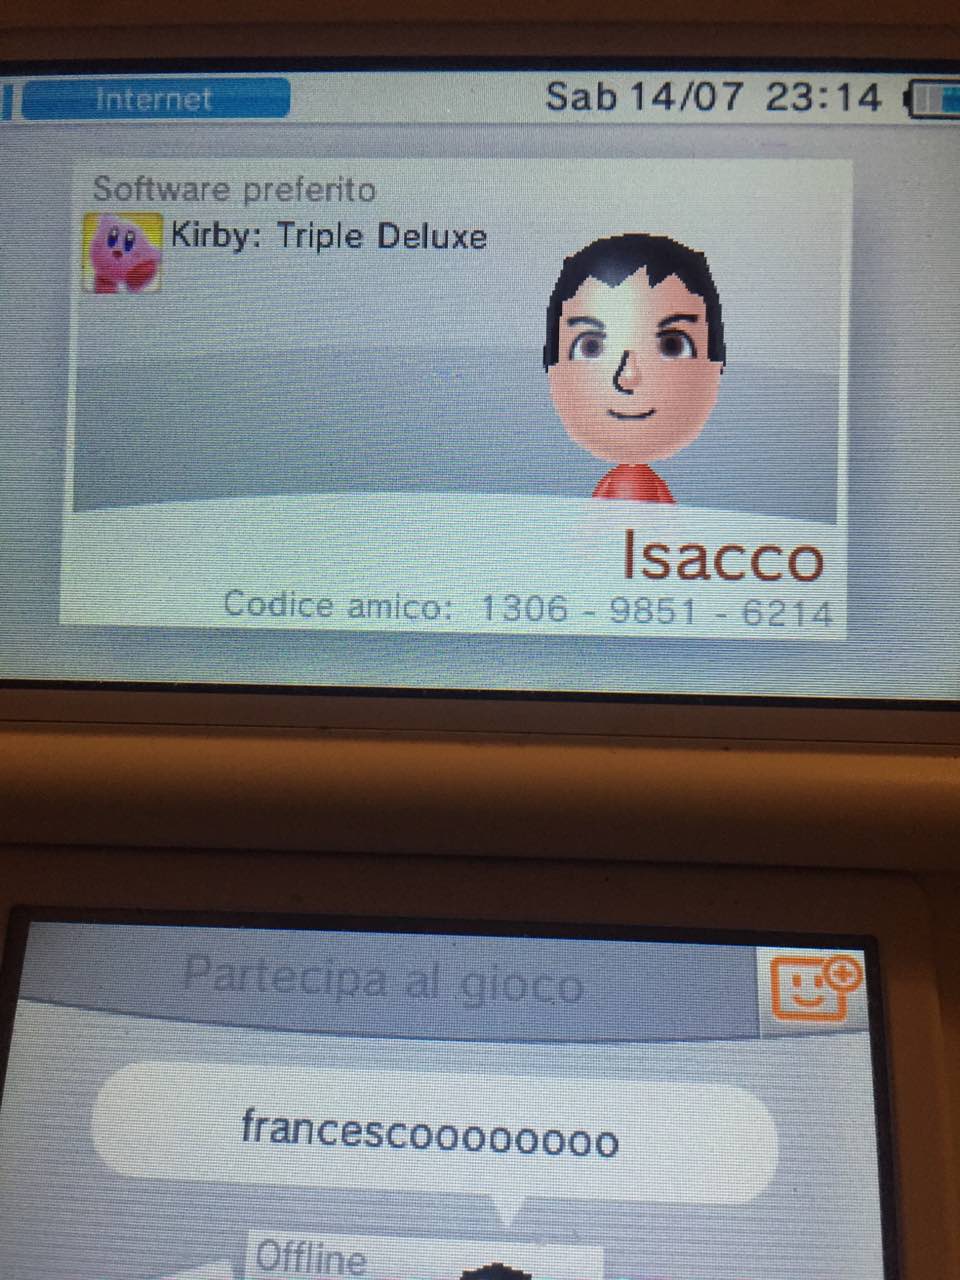 Internet
Sab 14/07 23:14
Software preferito
Kirby: Triple Deluxe
Isacco
Codice amico: 1306 - 9851 - 6214
Partecipa al gioco
francescoooooooo
Offline